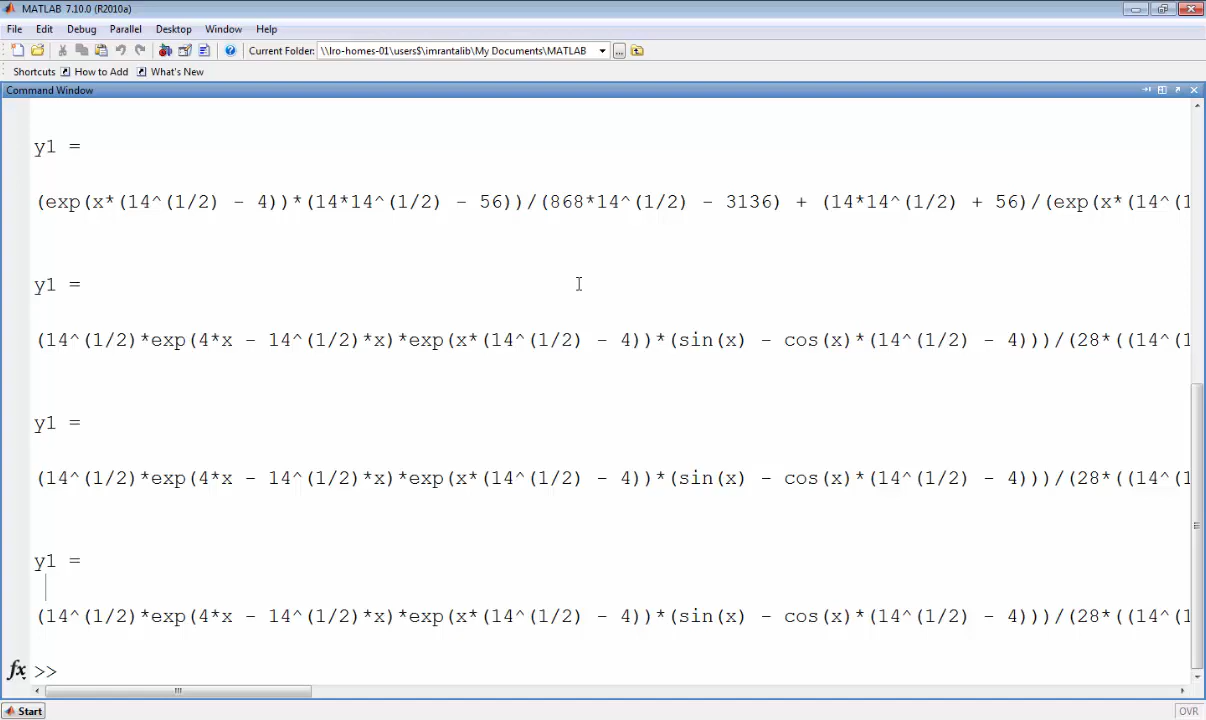 MATLAB 7.10.0 (R2010a)
File Edit Debug Parallel Desktop Window Help
Current Folder: \\lro-homes-01\users$\imrantalib\My Documents\MATLAB
Shortcuts How to Add What's New
Command Window
y1 =
(exp(x*(14^(1/2) - 4))*(14*14^(1/2) - 56))/(868*14^(1/2) - 3136) + (14*14^(1/2) + 56)/(exp(x*(14^(1
y1 =
(14^(1/2)*exp(4*x - 14^(1/2)*x)*exp(x*(14^(1/2) - 4))*(sin(x) - cos(x)*(14^(1/2) - 4)))/(28*((14^(1
y1 =
(14^(1/2)*exp(4*x - 14^(1/2)*x)*exp(x*(14^(1/2) - 4))*(sin(x) - cos(x)*(14^(1/2) - 4)))/(28*((14^(1
y1 =
(14^(1/2)*exp(4*x - 14^(1/2)*x)*exp(x*(14^(1/2) - 4))*(sin(x) - cos(x)*(14^(1/2) - 4)))/(28*((14^(1
fx >>
Start OVR